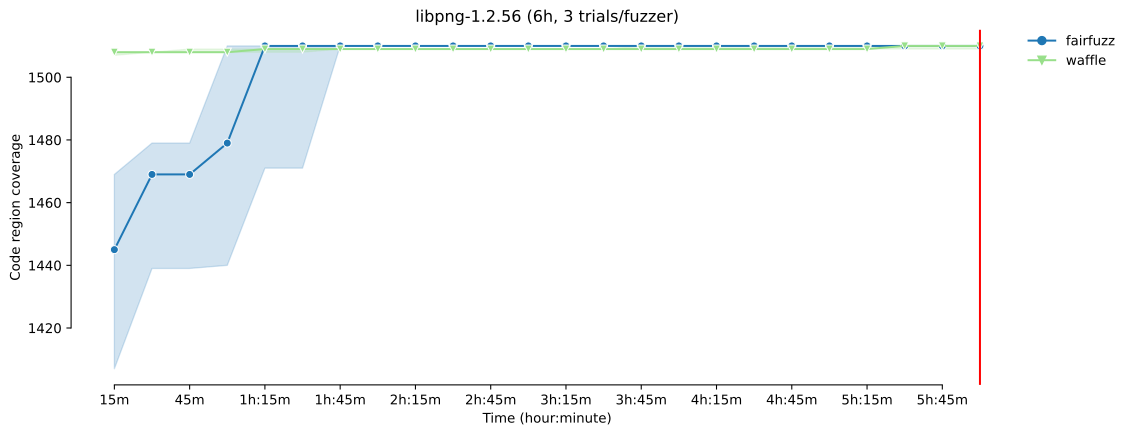 libpng-1.2.56 (6h, 3 trials/fuzzer)
fairfuzz
waffle
Code region coverage
1500
1480
1460
1440
1420
15m 45m 1h:15m 1h:45m 2h:15m 2h:45m 3h:15m 3h:45m 4h:15m 4h:45m 5h:15m 5h:45m
Time (hour:minute)